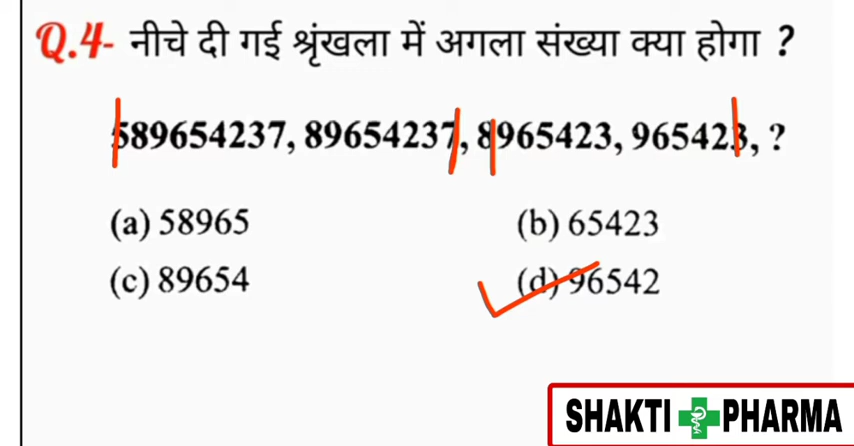 Q.4- नीचे दी गई श्रृंखला में अगला संख्या क्या होगा ?
589654237, 89654237, 8965423, 965423, ?
(a) 58965 (b) 65423
(c) 89654 (d) 96542
SHAKTI PHARMA